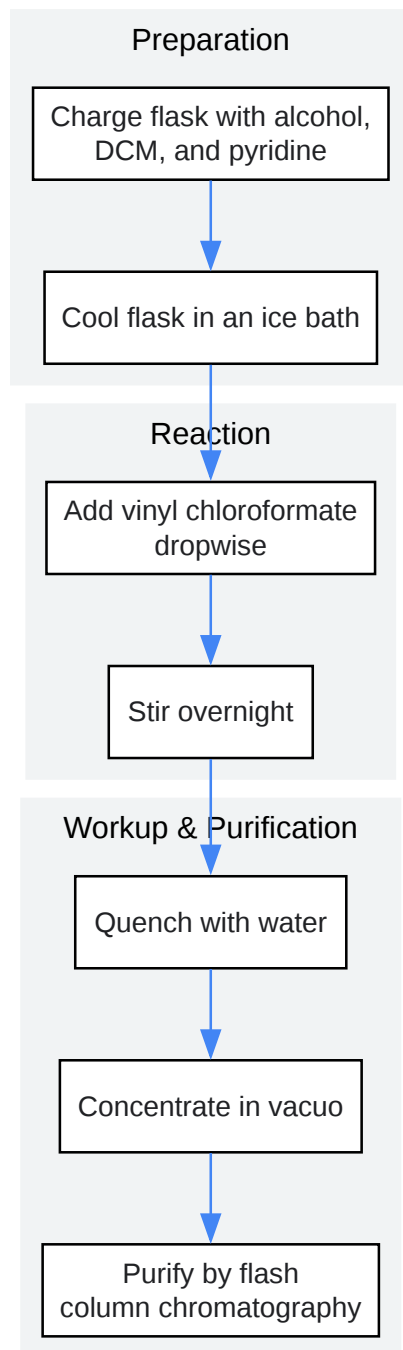 Preparation
Charge flask with alcohol,
DCM, and pyridine
Cool flask in an ice bath
Reaction
Add vinyl chloroformate
dropwise
Stir overnight
Workup & Purification
Quench with water
Concentrate in vacuo
Purify by flash
column chromatography